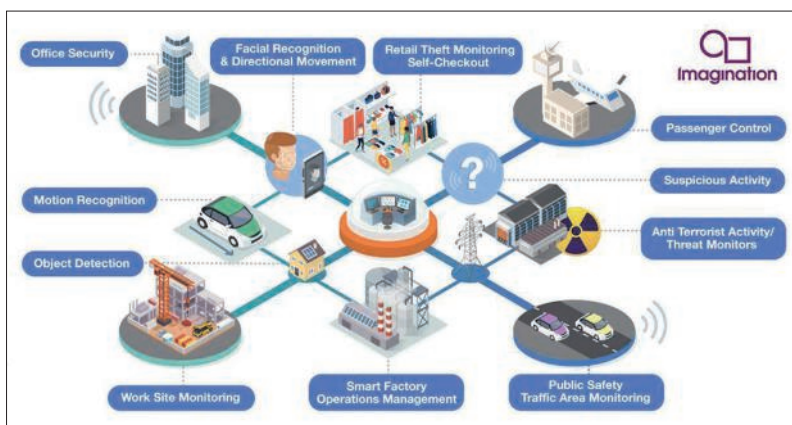 Office Security
Facial Recognition
& Directional Movement
Retail Theft Monitoring
Self-Checkout
Imagination
Passenger Control
Suspicious Activity
?
Motion Recognition
Anti Terrorist Activity/
Threat Monitors
Object Detection
Work Site Monitoring
Smart Factory
Operations Management
Public Safety
Traffic Area Monitoring